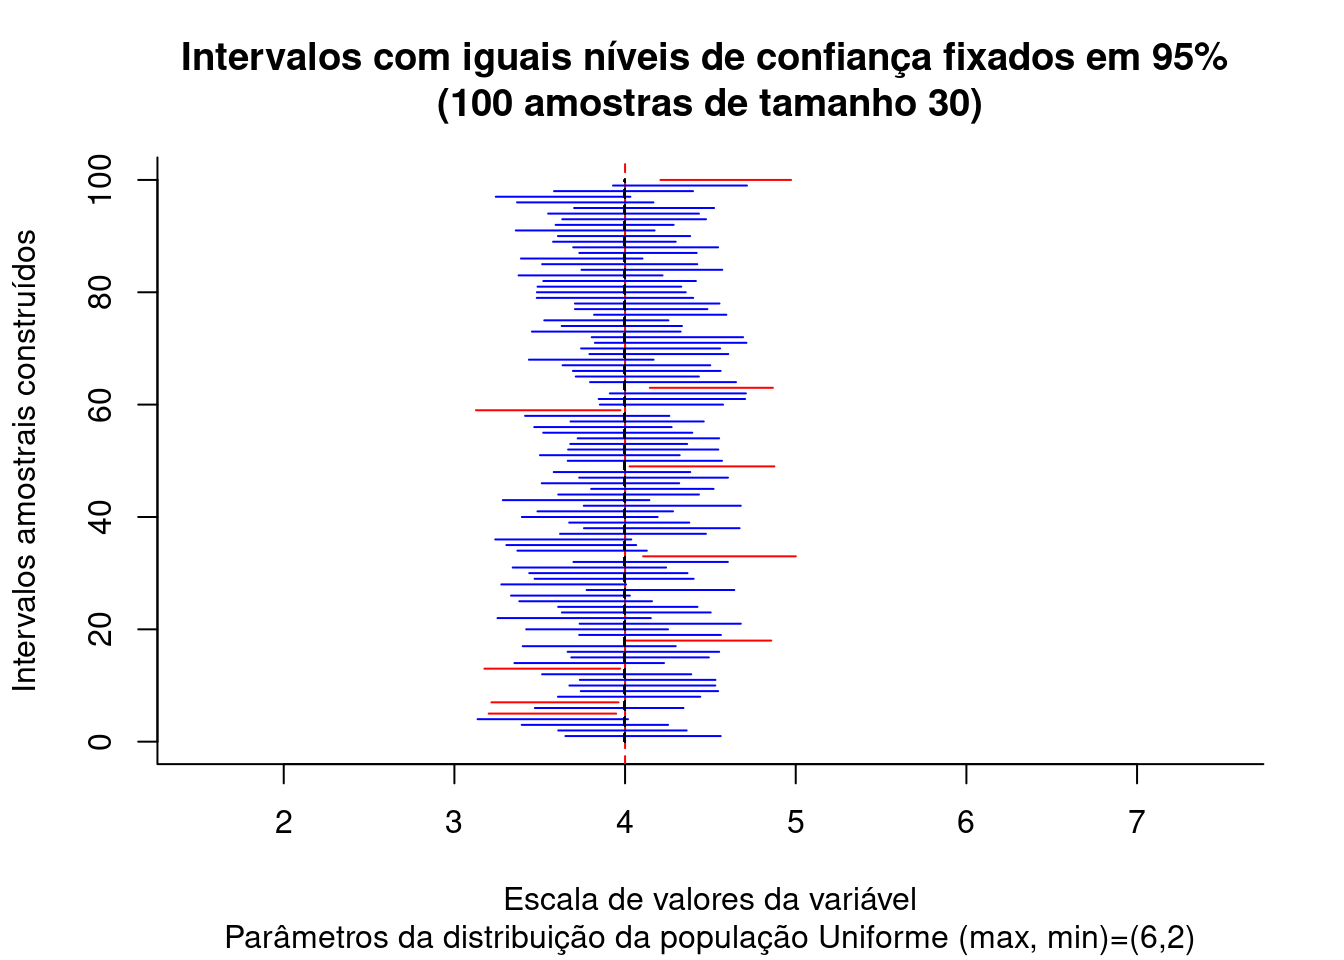 Intervalos com iguais níveis de confiança fixados em 95%
(100 amostras de tamanho 30)
Intervalos amostrais construídos
100
80
60
40
20
0
2 3 4 5 6 7
Escala de valores da variável
Parâmetros da distribuição da população Uniforme (max, min)=(6,2)